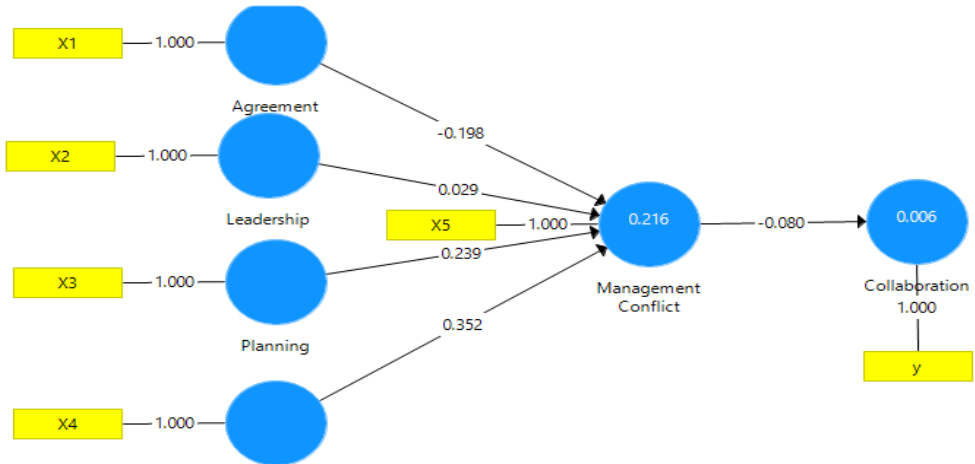 X1
1.000
Agreement
-0.198
X2
1.000
Leadership
0.029
X5
1.000
0.216
-0.080
0.006
0.239
X3
1.000
Planning
Management
Conflict
Collaboration
1.000
0.352
y
X4
1.000